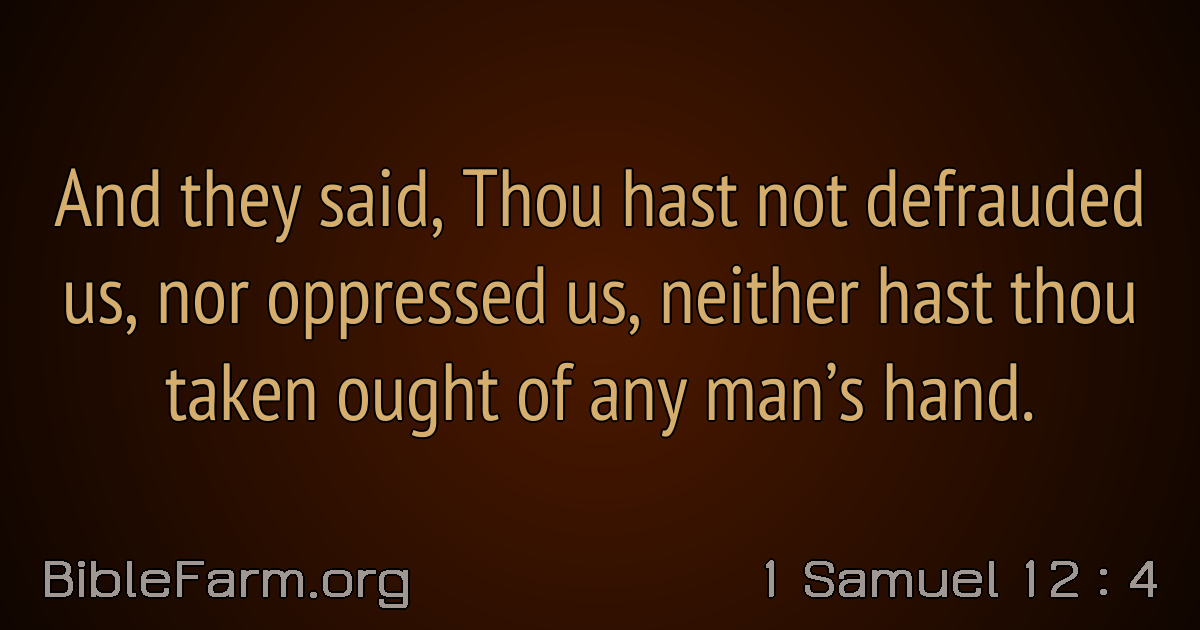 And they said, Thou hast not defrauded
us, nor oppressed us, neither hast thou
taken ought of any man’s hand.
BibleFarm.org
1 Samuel 12 : 4